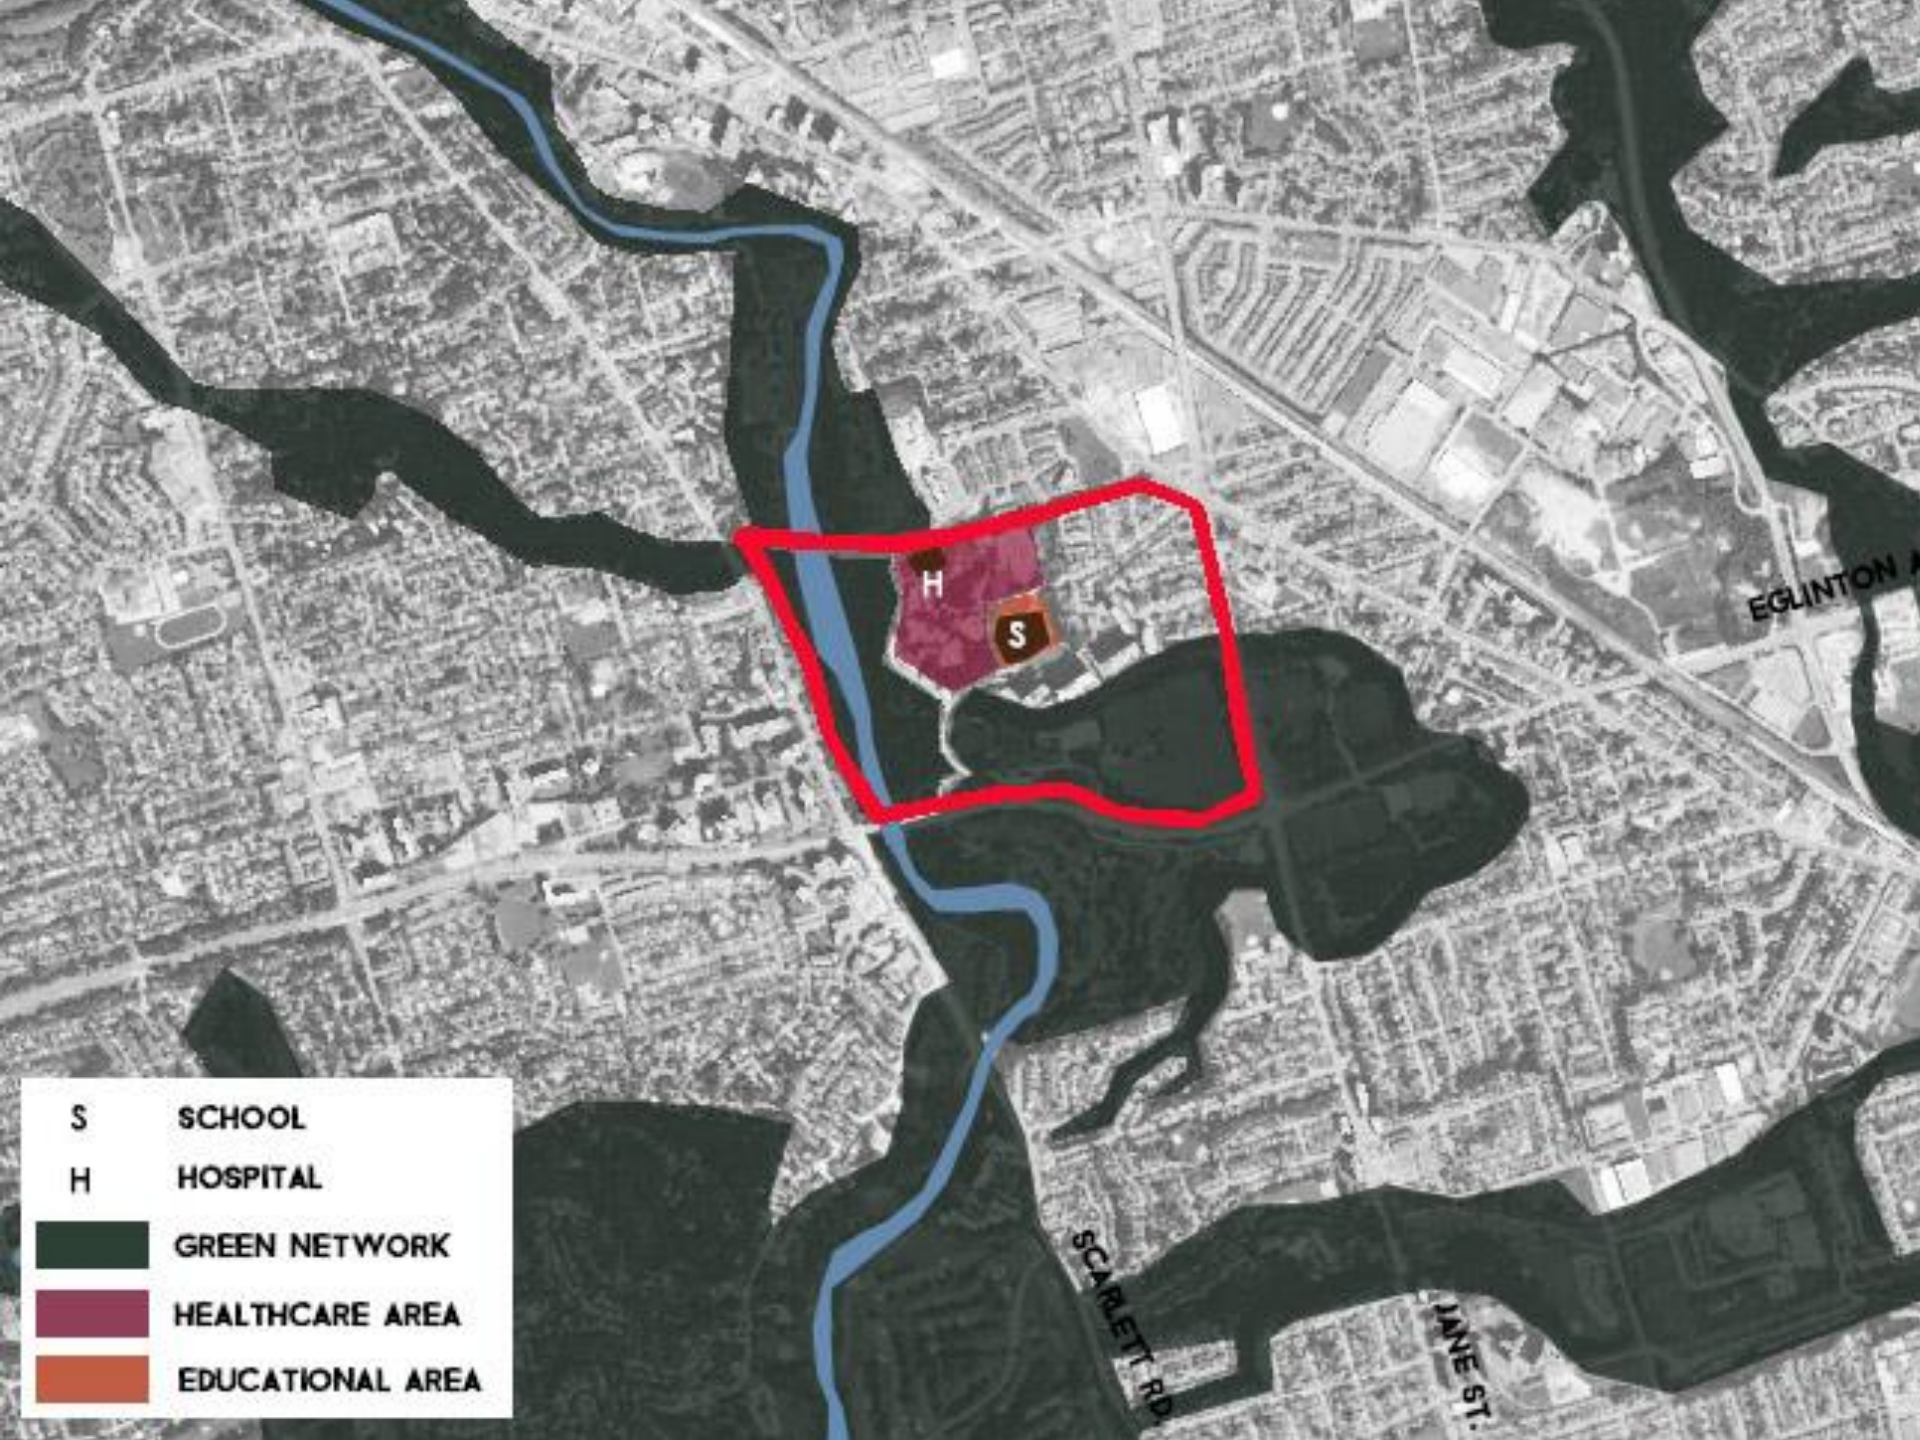 EGLINTON A
H
S
S SCHOOL
H HOSPITAL
GREEN NETWORK
HEALTHCARE AREA
EDUCATIONAL AREA
SCARLETT RD.
JANE ST.